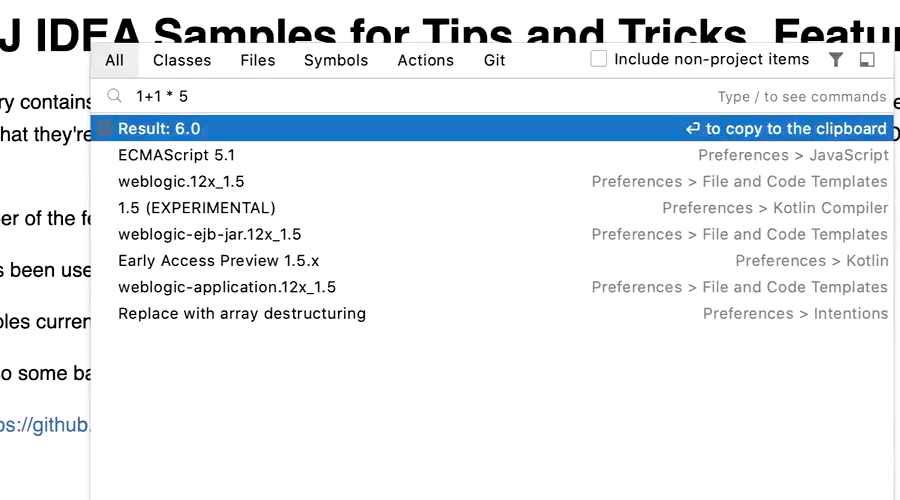 J IDEA Samples for Tips and Tricks, Featur
All Classes Files Symbols Actions Git Include non-project items
1+1 * 5 Type / to see commands
Result: 6.0 ⏎ to copy to the clipboard
ECMAScript 5.1 Preferences > JavaScript
weblogic.12x_1.5 Preferences > File and Code Templates
1.5 (EXPERIMENTAL) Preferences > Kotlin Compiler
weblogic-ejb-jar.12x_1.5 Preferences > File and Code Templates
Early Access Preview 1.5.x Preferences > Kotlin
weblogic-application.12x_1.5 Preferences > File and Code Templates
Replace with array destructuring Preferences > Intentions
ry contains
hat they're
er of the fe
s been use
ples curren
o some ba
ps://github.